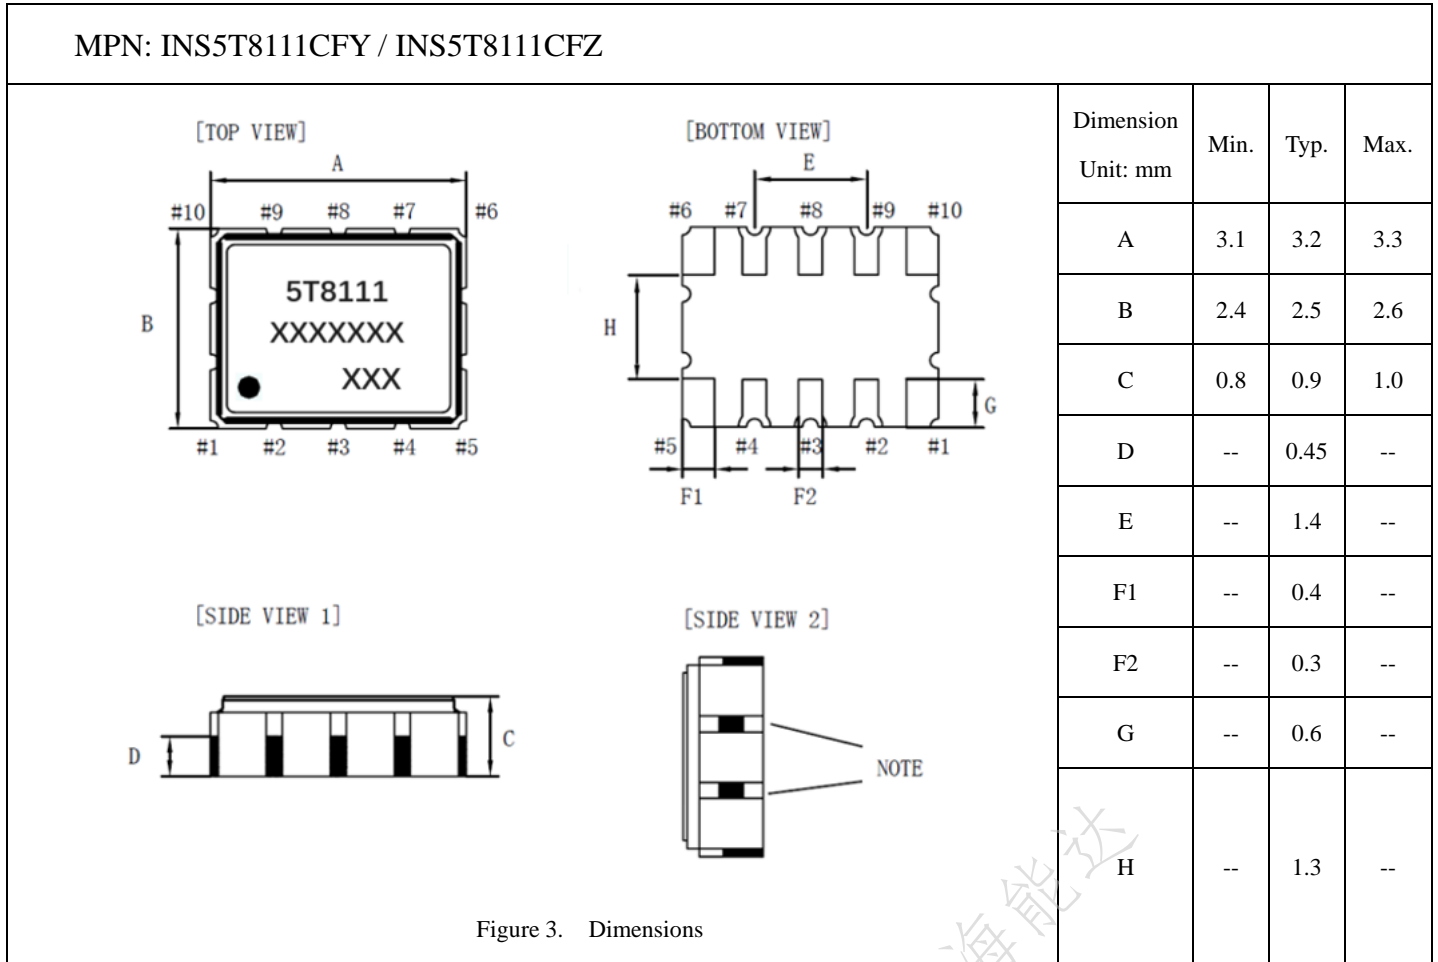 MPN: INS5T8111CFY / INS5T8111CFZ
[TOP VIEW]
A
#10 #9 #8 #7 #6
B
5T8111
XXXXXXX
XXX
#1 #2 #3 #4 #5
[BOTTOM VIEW]
E
#6 #7 #8 #9 #10
H
G
#5 #4 #3 #2 #1
F1 F2
[SIDE VIEW 1]
D
C
[SIDE VIEW 2]
NOTE
Figure 3. Dimensions
Dimension Unit: mm Min. Typ. Max.
A 3.1 3.2 3.3
B 2.4 2.5 2.6
C 0.8 0.9 1.0
D -- 0.45 --
E -- 1.4 --
F1 -- 0.4 --
F2 -- 0.3 --
G -- 0.6 --
H -- 1.3 --
海能达